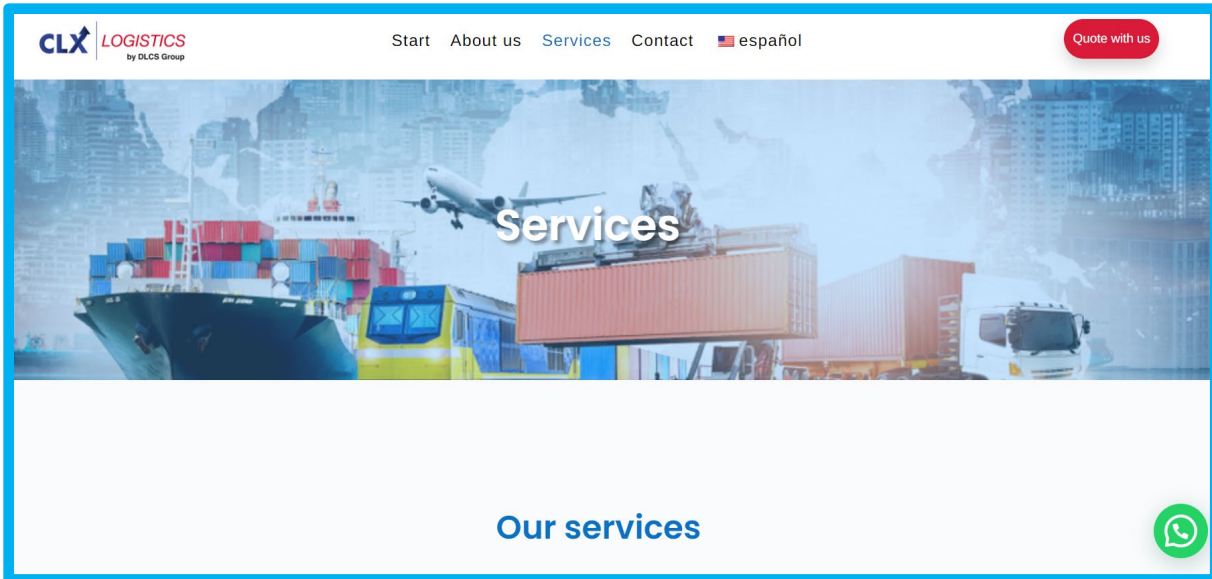 CLX LOGISTICS
by DLCS Group
Start About us Services Contact español
Quote with us
Services
Our services